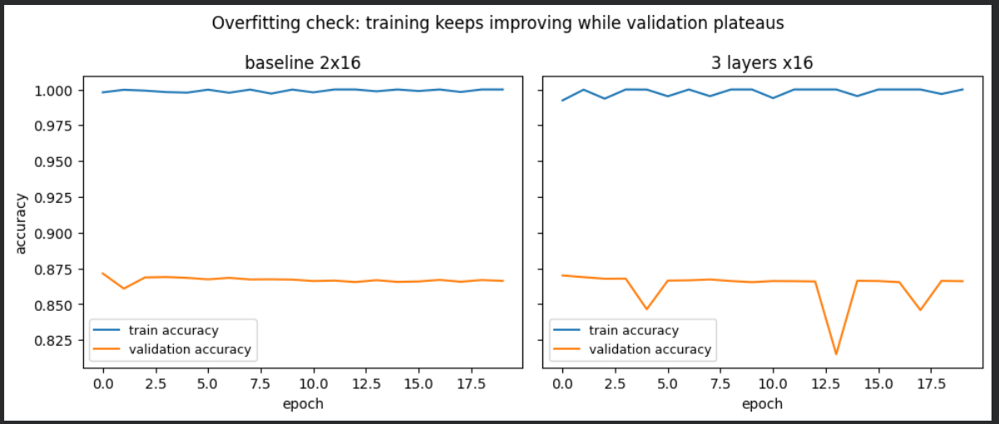 Overfitting check: training keeps improving while validation plateaus
baseline 2x16
3 layers x16
accuracy
1.000
0.975
0.950
0.925
0.900
0.875
0.850
0.825
train accuracy
validation accuracy
train accuracy
validation accuracy
0.0 2.5 5.0 7.5 10.0 12.5 15.0 17.5
0.0 2.5 5.0 7.5 10.0 12.5 15.0 17.5
epoch
epoch